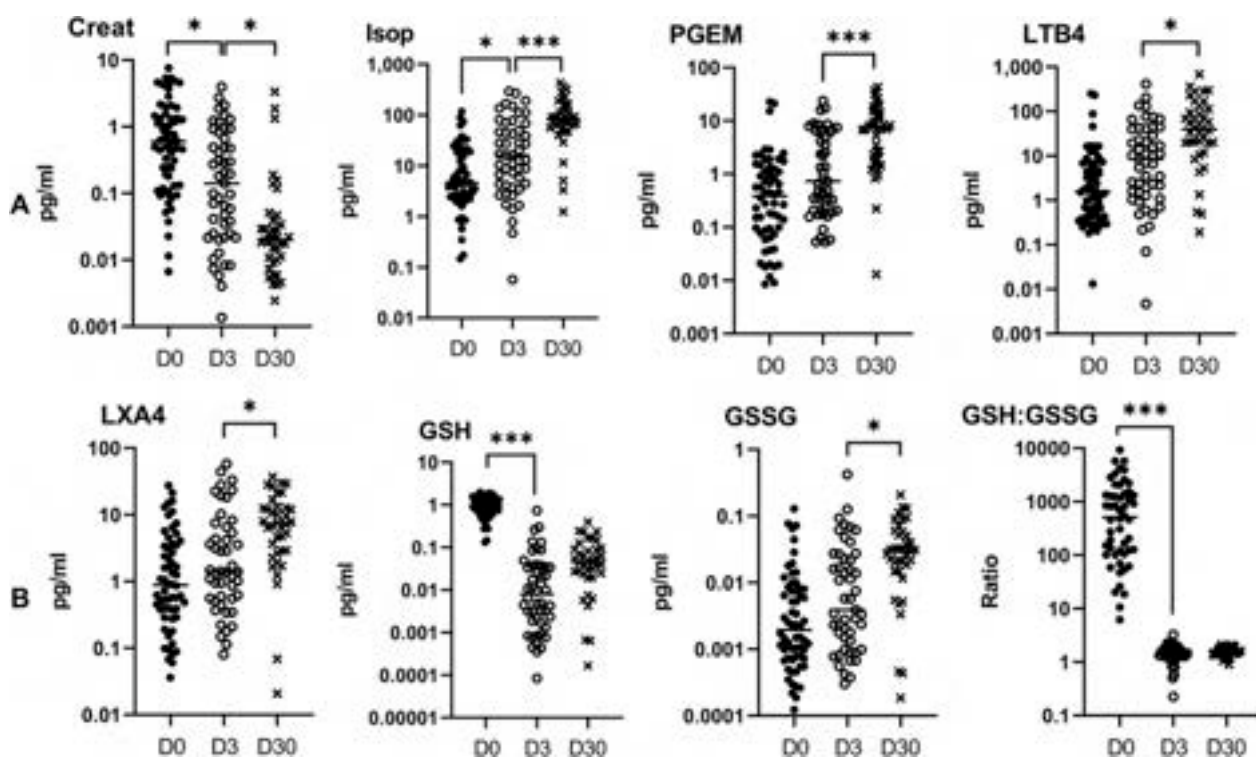 Creat
* *
10
1
0.1
0.01
0.001
pg/ml
D0 D3 D30
Isop
* ***
1,000
100
10
1
0.1
0.01
pg/ml
D0 D3 D30
PGEM
***
100
10
1
0.1
0.01
0.001
pg/ml
D0 D3 D30
LTB4
*
1,000
100
10
1
0.1
0.01
0.001
pg/ml
D0 D3 D30
A
LXA4
*
100
10
1
0.1
0.01
pg/ml
D0 D3 D30
GSH
***
10
1
0.1
0.01
0.001
0.0001
0.00001
pg/ml
D0 D3 D30
GSSG
*
1
0.1
0.01
0.001
0.0001
pg/ml
D0 D3 D30
GSH:GSSG
***
10000
1000
100
10
1
0.1
Ratio
D0 D3 D30
B